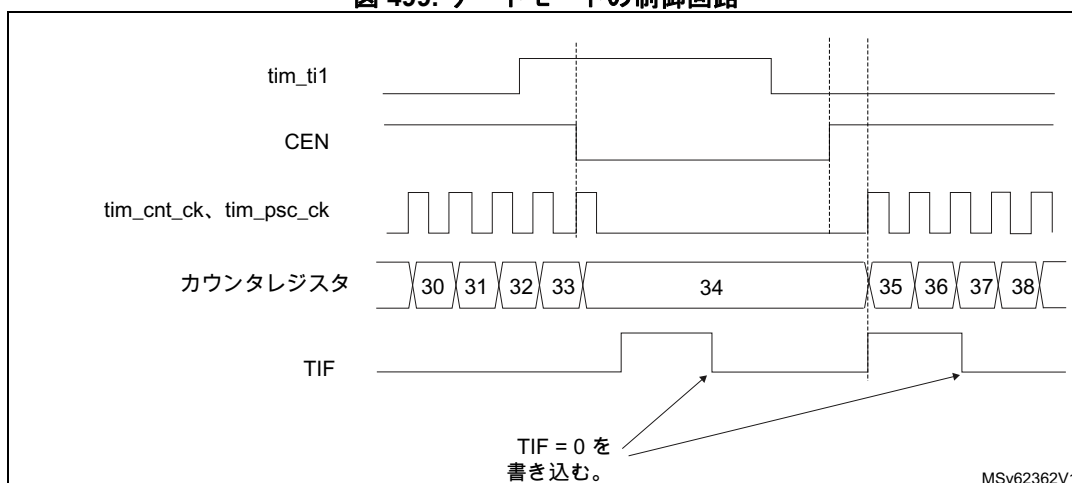 tim_ti1
CEN
tim_cnt_ck、tim_psc_ck
カウンタレジスタ
30 31 32 33 34 35 36 37 38
TIF
TIF = 0 を
書き込む。
MSv62362V1